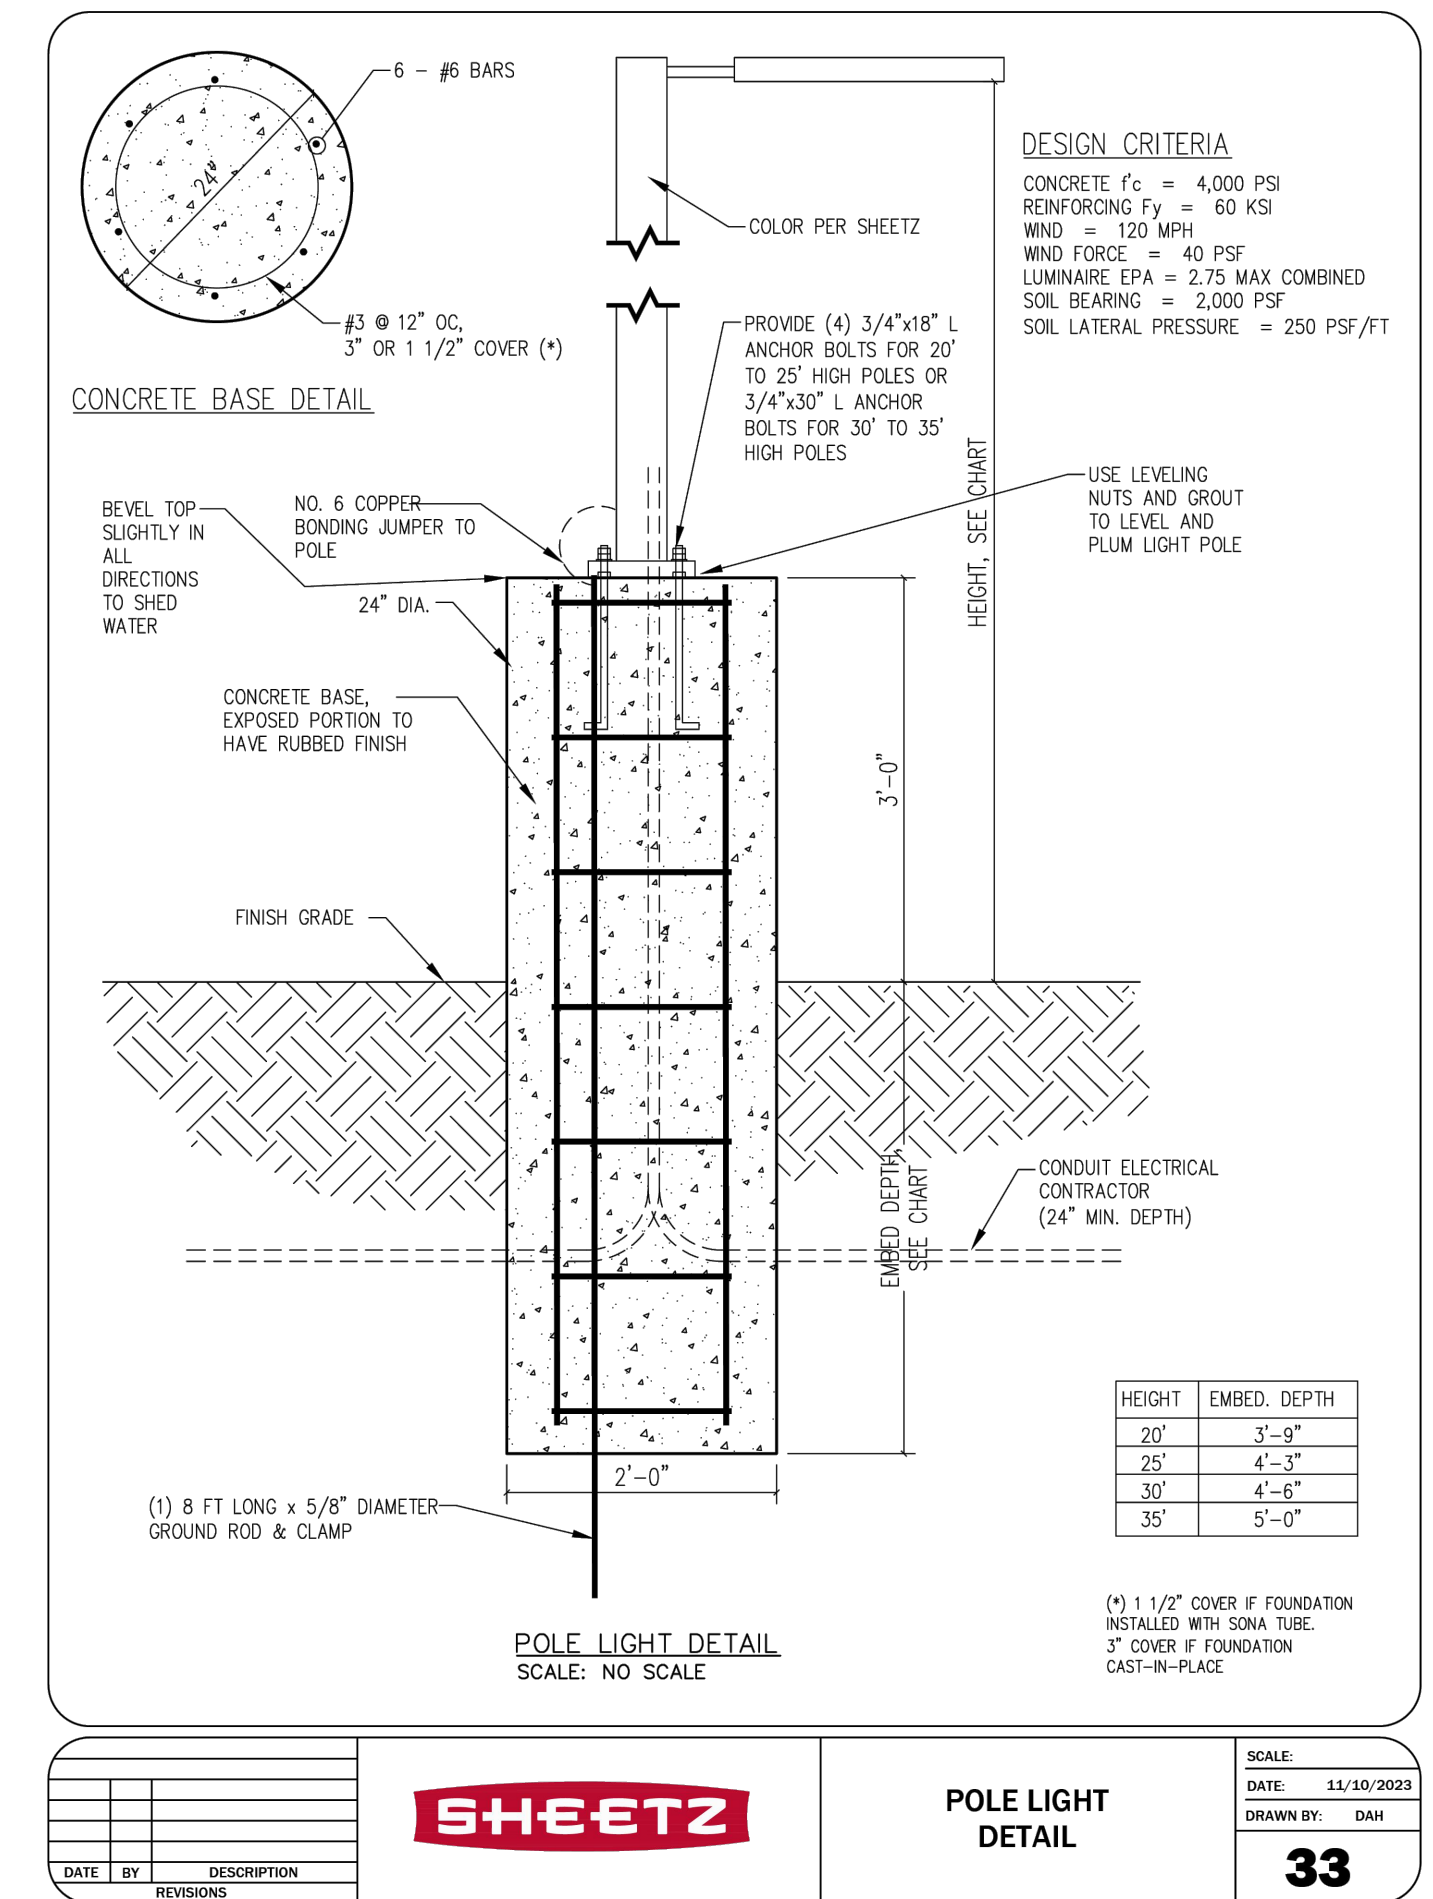 6 - #6 BARS
24"
#3 @ 12" OC,
3" OR 1 1/2" COVER (*)
CONCRETE BASE DETAIL
COLOR PER SHEETZ
DESIGN CRITERIA
CONCRETE f'c = 4,000 PSI
REINFORCING Fy = 60 KSI
WIND = 120 MPH
WIND FORCE = 40 PSF
LUMINAIRE EPA = 2.75 MAX COMBINED
SOIL BEARING = 2,000 PSF
SOIL LATERAL PRESSURE = 250 PSF/FT
PROVIDE (4) 3/4"x18" L
ANCHOR BOLTS FOR 20'
TO 25' HIGH POLES OR
3/4"x30" L ANCHOR
BOLTS FOR 30' TO 35'
HIGH POLES
HEIGHT, SEE CHART
USE LEVELING
NUTS AND GROUT
TO LEVEL AND
PLUM LIGHT POLE
BEVEL TOP
SLIGHTLY IN
ALL
DIRECTIONS
TO SHED
WATER
NO. 6 COPPER
BONDING JUMPER TO
POLE
24" DIA.
CONCRETE BASE,
EXPOSED PORTION TO
HAVE RUBBED FINISH
3'-0"
FINISH GRADE
EMBED DEPTH,
SEE CHART
CONDUIT ELECTRICAL
CONTRACTOR
(24" MIN. DEPTH)
2'-0"
(1) 8 FT LONG x 5/8" DIAMETER
GROUND ROD & CLAMP
HEIGHT EMBED. DEPTH
20' 3'-9"
25' 4'-3"
30' 4'-6"
35' 5'-0"
(*) 1 1/2" COVER IF FOUNDATION
INSTALLED WITH SONA TUBE.
3" COVER IF FOUNDATION
CAST-IN-PLACE
POLE LIGHT DETAIL
SCALE: NO SCALE
DATE BY DESCRIPTION
REVISIONS
SHEETZ
POLE LIGHT
DETAIL
SCALE:
DATE: 11/10/2023
DRAWN BY: DAH
33